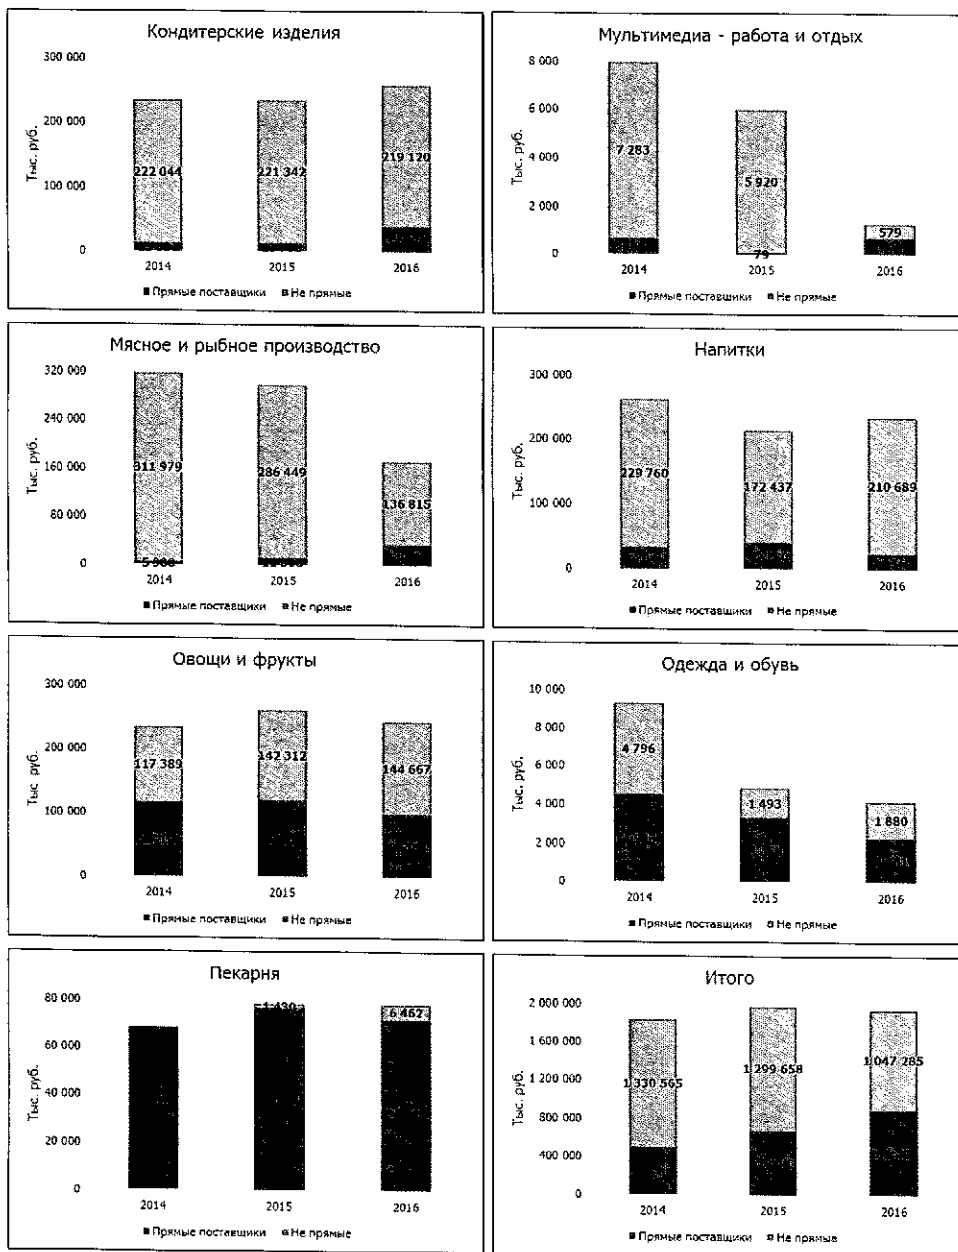 Кондитерские изделия
300 000
200 000
100 000
0
Тыс. руб.
222 044
221 342
219 120
2014
2015
2016
Прямые поставщики
Не прямые
Мультимедиа - работа и отдых
8 000
6 000
4 000
2 000
0
Тыс. руб.
7 283
5 920
79
579
2014
2015
2016
Прямые поставщики
Не прямые
Мясное и рыбное производство
320 000
240 000
160 000
80 000
0
Тыс. руб.
311 979
286 449
136 815
2014
2015
2016
Прямые поставщики
Не прямые
Напитки
300 000
200 000
100 000
0
Тыс. руб.
229 760
172 437
210 689
2014
2015
2016
Прямые поставщики
Не прямые
Овощи и фрукты
300 000
200 000
100 000
0
Тыс. руб.
117 389
142 312
144 667
2014
2015
2016
Прямые поставщики
Не прямые
Одежда и обувь
10 000
8 000
6 000
4 000
2 000
0
Тыс. руб.
4 796
1 493
1 880
2014
2015
2016
Прямые поставщики
Не прямые
Пекарня
80 000
60 000
40 000
20 000
0
Тыс. руб.
1 430
6 462
2014
2015
2016
Прямые поставщики
Не прямые
Итого
2 000 000
1 600 000
1 200 000
800 000
400 000
0
Тыс. руб.
1 330 565
1 299 658
1 047 285
2014
2015
2016
Прямые поставщики
Не прямые